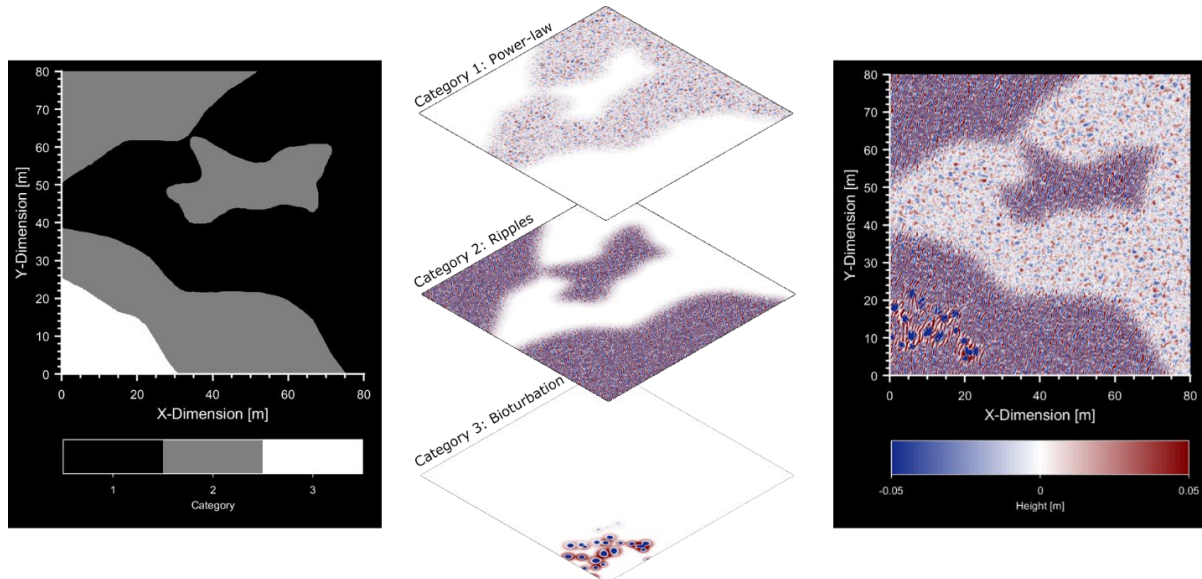 80
70
60
50
40
30
20
10
0
Y-Dimension [m]
0 20 40 60 80
X-Dimension [m]
1 2 3
Category
Category 1: Power-law
Category 2: Ripples
Category 3: Bioturbation
80
70
60
50
40
30
20
10
0
Y-Dimension [m]
0 20 40 60 80
X-Dimension [m]
-0.05 0 0.05
Height [m]